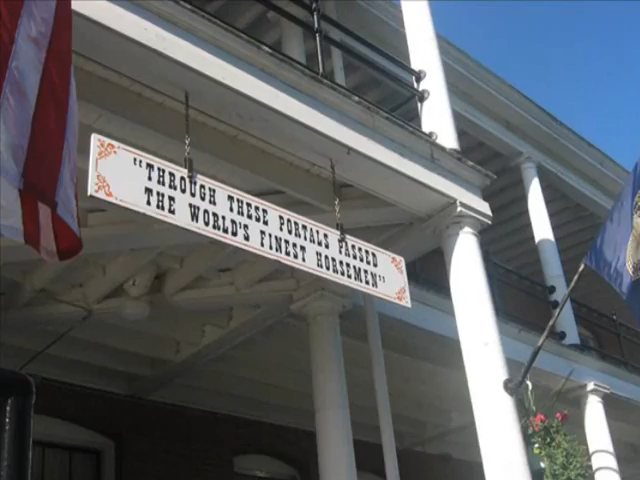 "THROUGH THESE PORTALS PASSED
THE WORLD'S FINEST HORSEMEN"